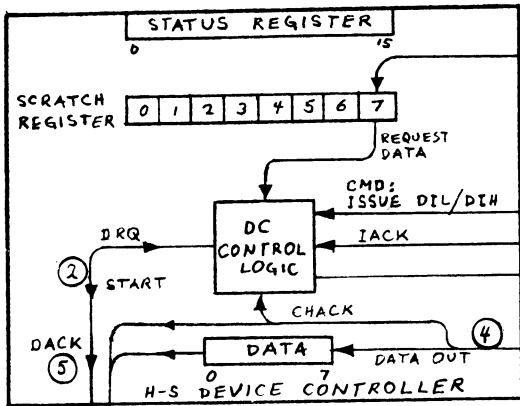 STATUS REGISTER
0 15
SCRATCH
REGISTER
0 1 2 3 4 5 6 7
REQUEST
DATA
CMD:
ISSUE DIL/DIH
DC
CONTROL
LOGIC
IACK
DRQ
2
START
CHACK
4
DACK
5
DATA
DATA OUT
0 7
H-S DEVICE CONTROLLER